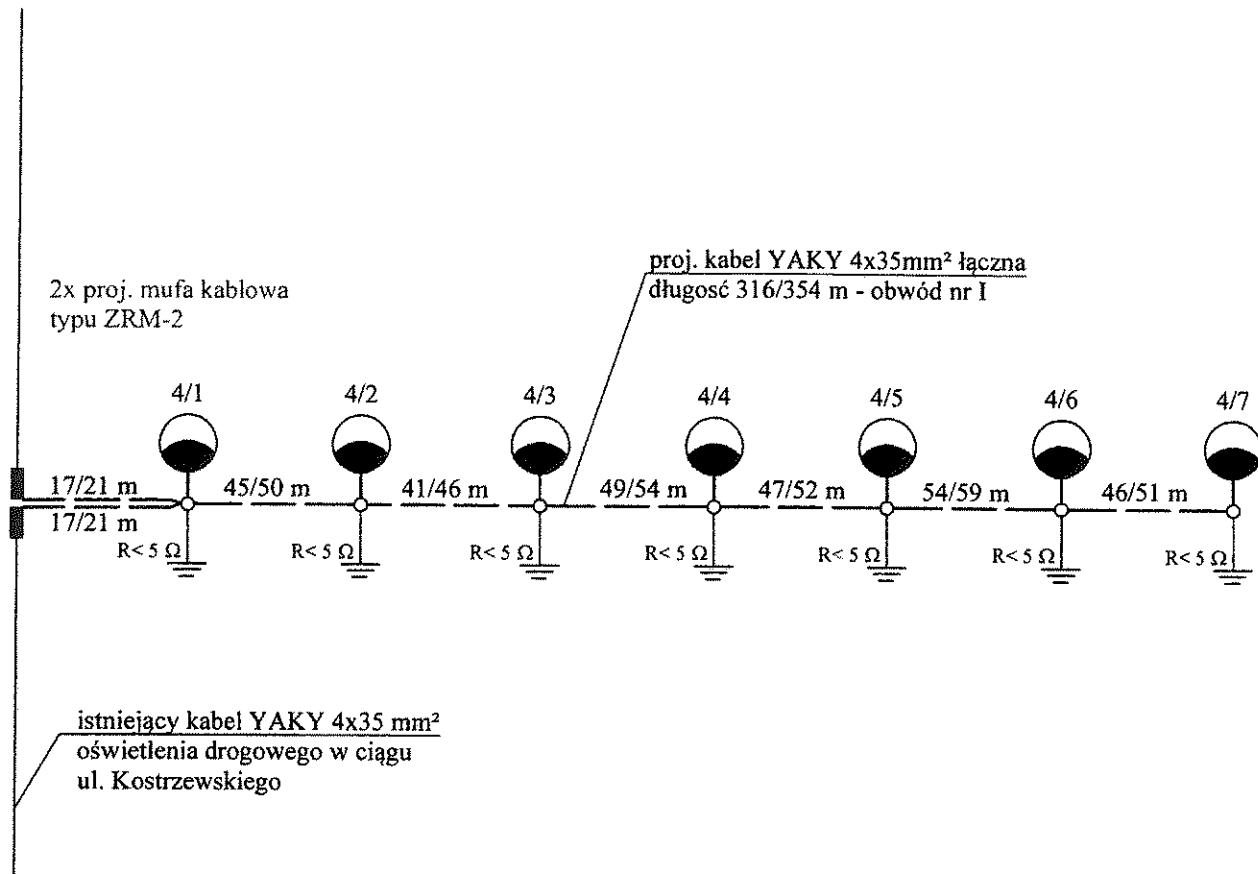 proj. kabel YAKY 4x35mm² łączna
długosć 316/354 m - obwód nr I
2x proj. mufa kablowa
typu ZRM-2
4/1
4/2
4/3
4/4
4/5
4/6
4/7
17/21 m
17/21 m
45/50 m
41/46 m
49/54 m
47/52 m
54/59 m
46/51 m
R< 5 Ω
R< 5 Ω
R< 5 Ω
R< 5 Ω
R< 5 Ω
R< 5 Ω
R< 5 Ω
istniejący kabel YAKY 4x35 mm²
oświetlenia drogowego w ciągu
ul. Kostrzewskiego